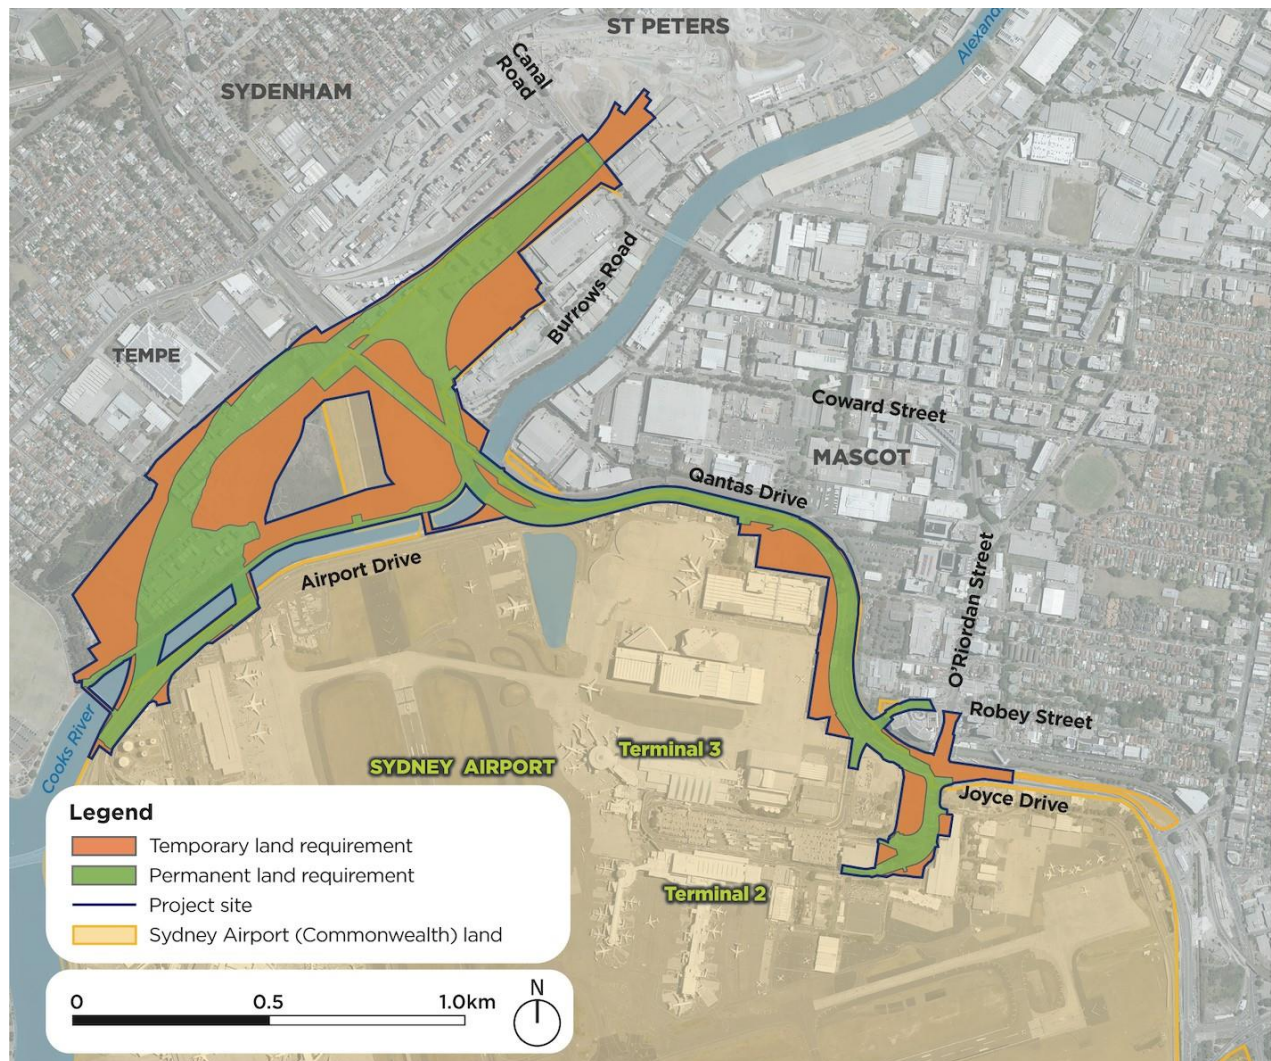 ST PETERS
Canal
Road
Alexand
SYDENHAM
Burrows Road
TEMPE
Coward Street
MASCOT
Qantas Drive
Airport Drive
O'Riordan Street
Robey Street
Cooks River
Terminal 3
SYDNEY AIRPORT
Joyce Drive
Terminal 2
Legend
Temporary land requirement
Permanent land requirement
Project site
Sydney Airport (Commonwealth) land
0 0.5 1.0km
N